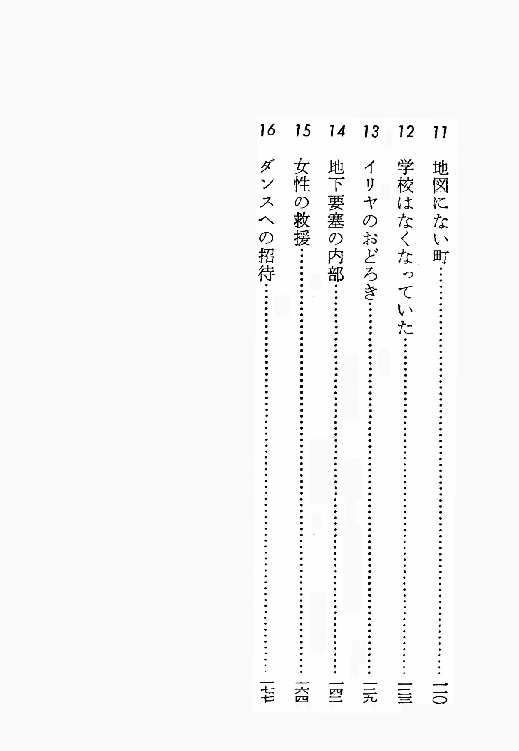 11 地図にない町……一一〇
12 学校はなくなっていた……一二三
13 イリヤのおどろき……一二九
14 地下要塞の内部……一四二
15 女性の救援……一六四
16 ダンスへの招待……一七七